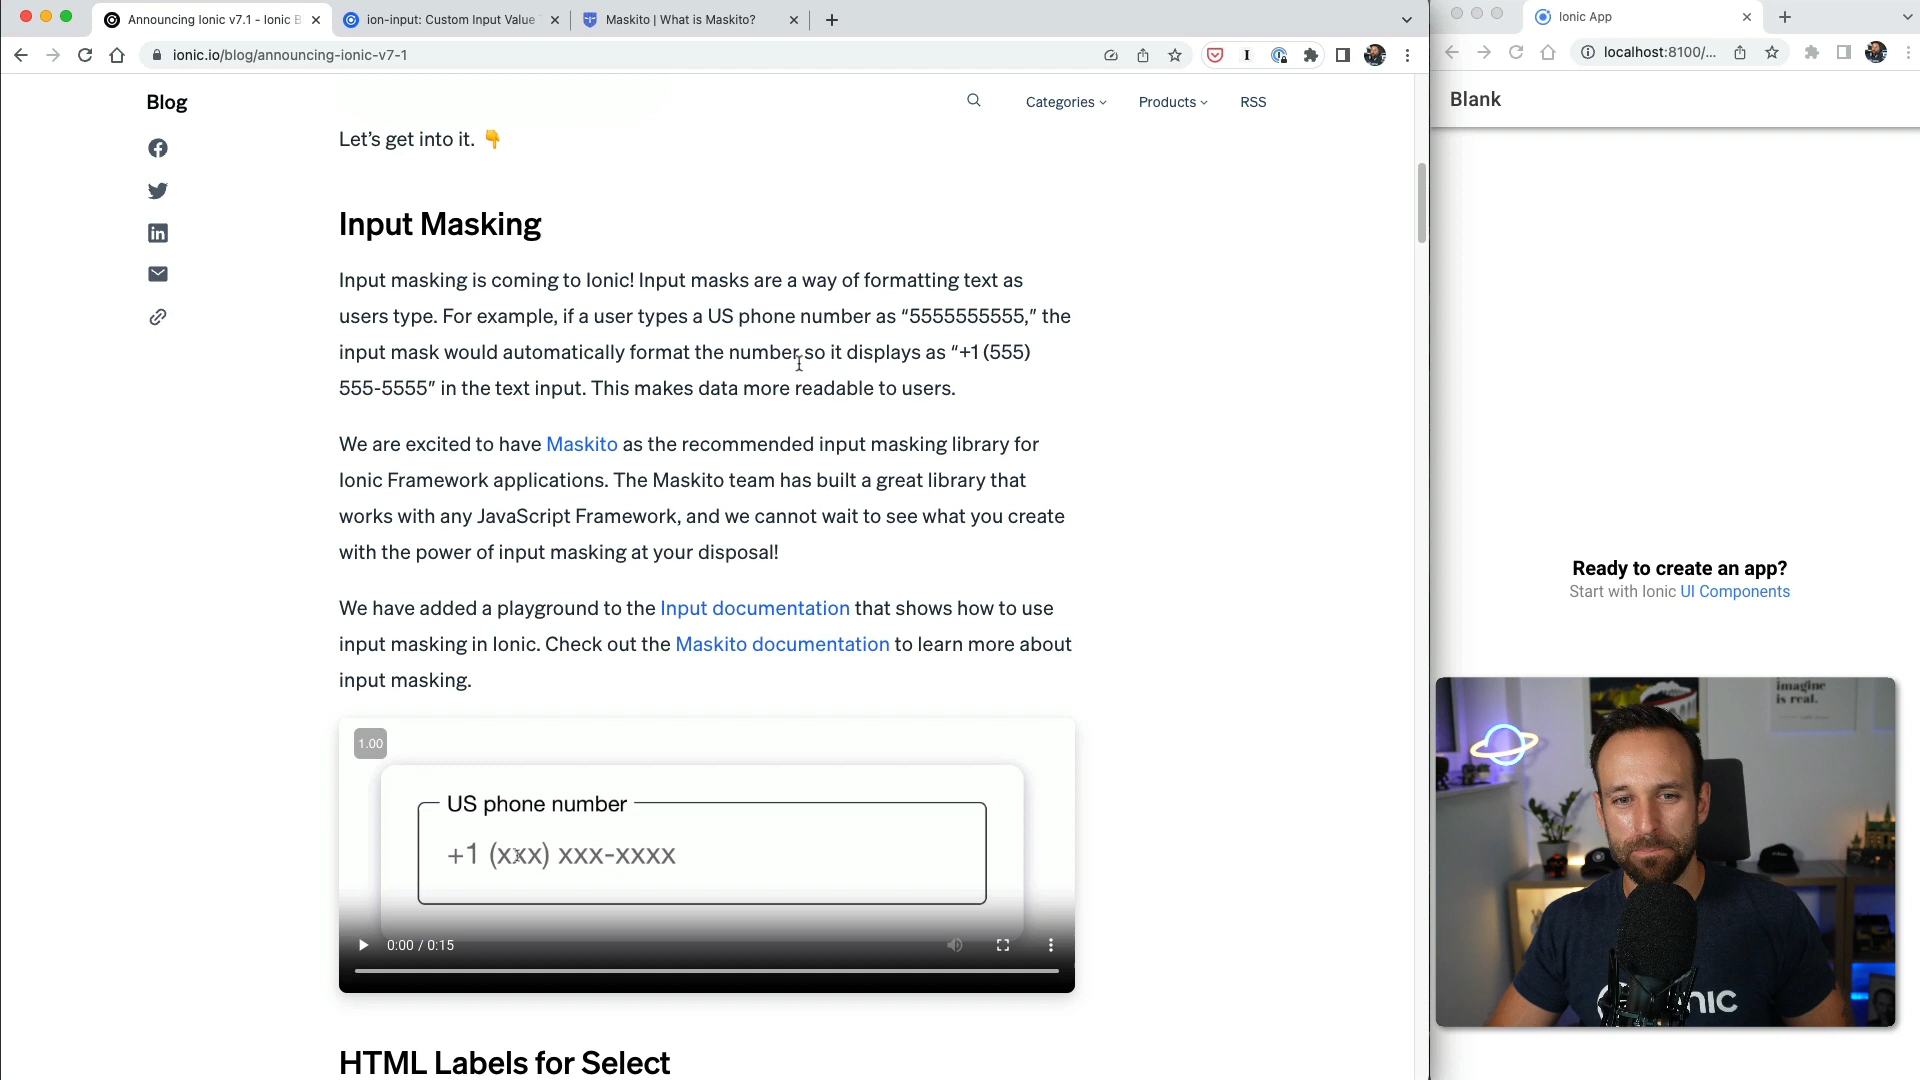 Announcing Ionic v7.1 - Ionic B
ion-input: Custom Input Value
Maskito | What is Maskito?
ionic.io/blog/announcing-ionic-v7-1
Blog
Categories
Products
RSS
Let's get into it. 👇
Input Masking
Input masking is coming to Ionic! Input masks are a way of formatting text as
users type. For example, if a user types a US phone number as “5555555555,” the
input mask would automatically format the number so it displays as “+1 (555)
555-5555” in the text input. This makes data more readable to users.
We are excited to have Maskito as the recommended input masking library for
Ionic Framework applications. The Maskito team has built a great library that
works with any JavaScript Framework, and we cannot wait to see what you create
with the power of input masking at your disposal!
We have added a playground to the Input documentation that shows how to use
input masking in Ionic. Check out the Maskito documentation to learn more about
input masking.
1.00
US phone number
+1 (xxx) xxx-xxxx
0:00 / 0:15
HTML Labels for Select
Ionic App
localhost:8100/...
Blank
Ready to create an app?
Start with Ionic UI Components
imagine
is real.